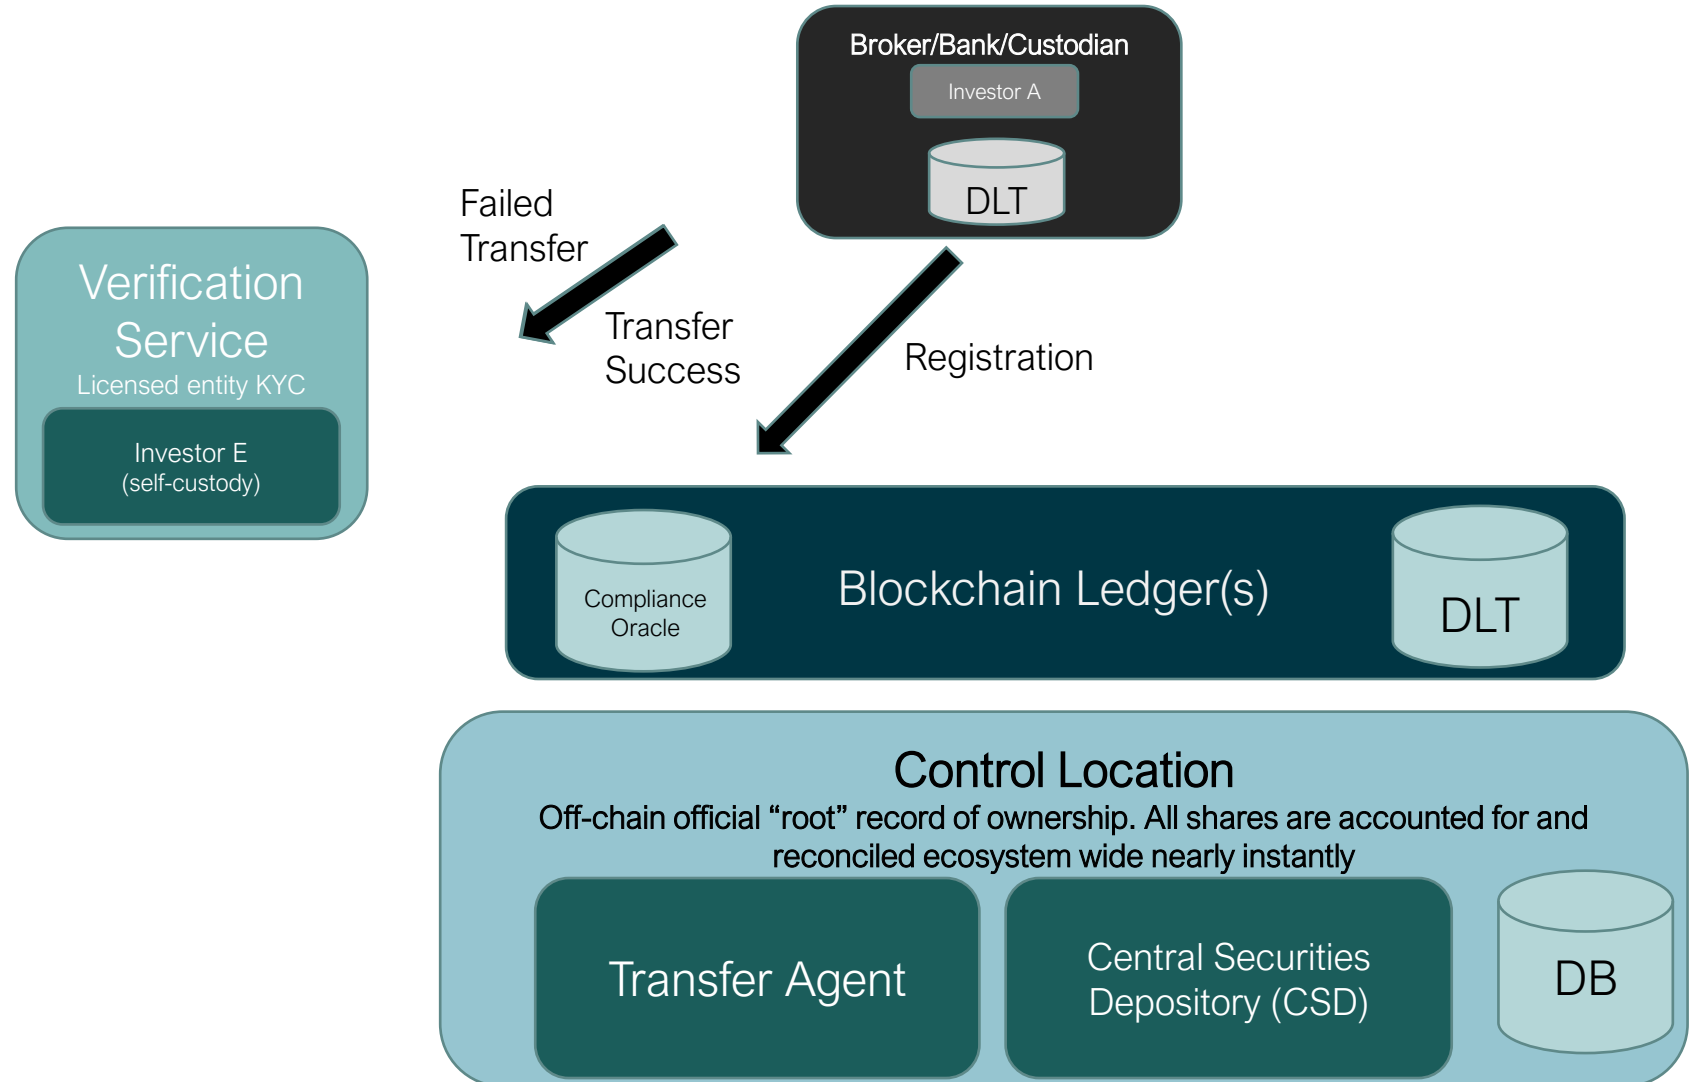 Broker/Bank/Custodian
Investor A
DLT
Failed
Transfer
Transfer
Success
Registration
Verification
Service
Licensed entity KYC
Investor E
(self-custody)
Compliance
Oracle
Blockchain Ledger(s)
DLT
Control Location
Off-chain official “root” record of ownership. All shares are accounted for and
reconciled ecosystem wide nearly instantly
Transfer Agent
Central Securities
Depository (CSD)
DB